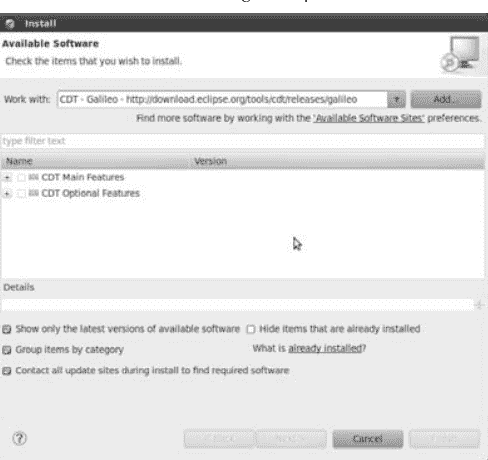 Install
Available Software
Check the items that you wish to install.
Work with: CDT - Galileo - http://download.eclipse.org/tools/cdt/releases/galileo Add...
Find more software by working with the 'Available Software Sites' preferences.
type filter text
Name Version
CDT Main Features
CDT Optional Features
Details
Show only the latest versions of available software Hide items that are already installed
Group items by category What is already installed?
Contact all update sites during install to find required software
Cancel